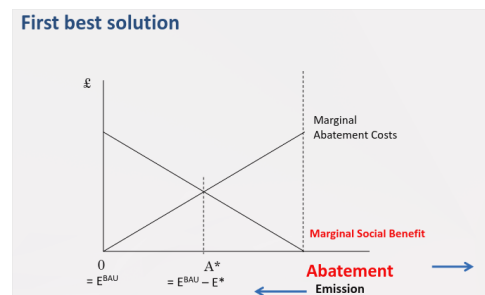 First best solution
£
Marginal
Abatement Costs
Marginal Social Benefit
0
= E^BAU
A*
= E^BAU – E*
Abatement
Emission